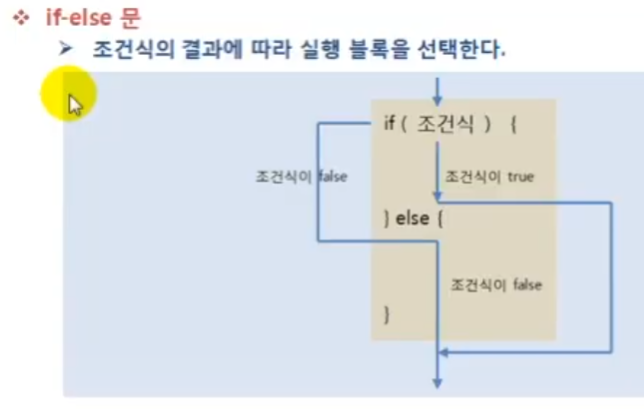 ❖ if-else 문
➤ 조건식의 결과에 따라 실행 블록을 선택한다.
if ( 조건식 ) {
조건식이 false
조건식이 true
} else {
조건식이 false
}